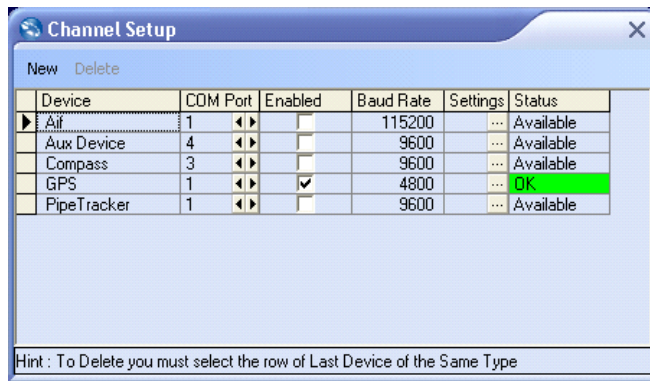 Channel Setup
New Delete
Device COM Port Enabled Baud Rate Settings Status
Aif 1 115200 ... Available
Aux Device 4 9600 ... Available
Compass 3 9600 ... Available
GPS 1 4800 ... OK
PipeTracker 1 9600 ... Available
Hint : To Delete you must select the row of Last Device of the Same Type